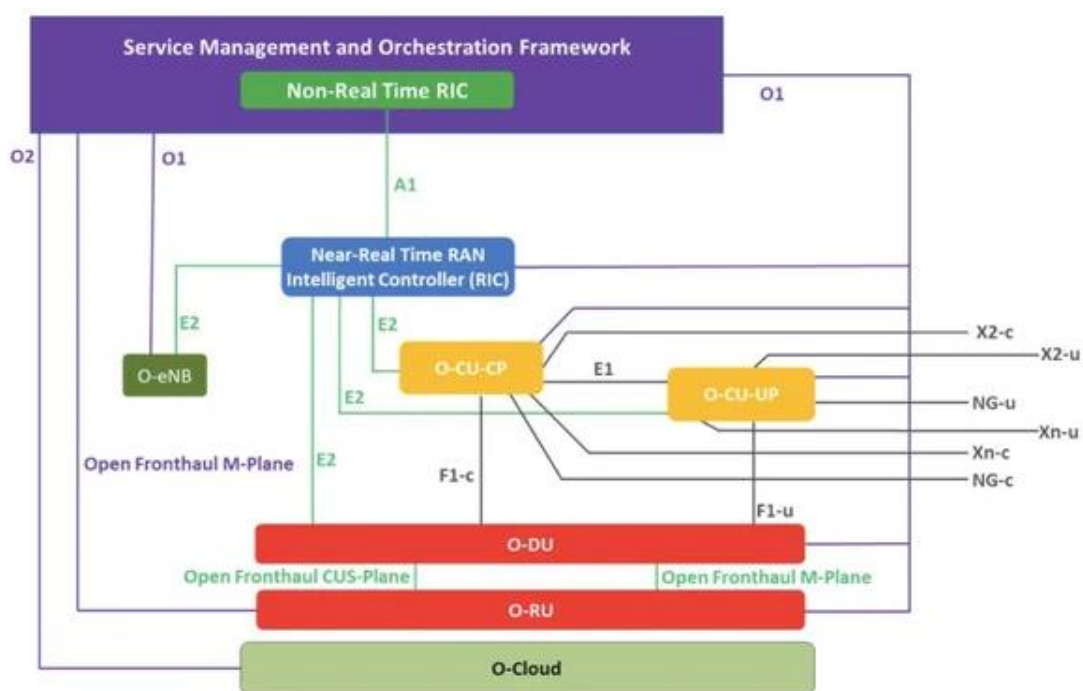 Service Management and Orchestration Framework
Non-Real Time RIC
O1
O2
O1
A1
Near-Real Time RAN
Intelligent Controller (RIC)
E2
E2
X2-c
X2-u
O-eNB
O-CU-CP
E1
O-CU-UP
E2
NG-u
Xn-u
Open Fronthaul M-Plane
E2
F1-c
Xn-c
NG-c
F1-u
O-DU
Open Fronthaul CUS-Plane
Open Fronthaul M-Plane
O-RU
O-Cloud